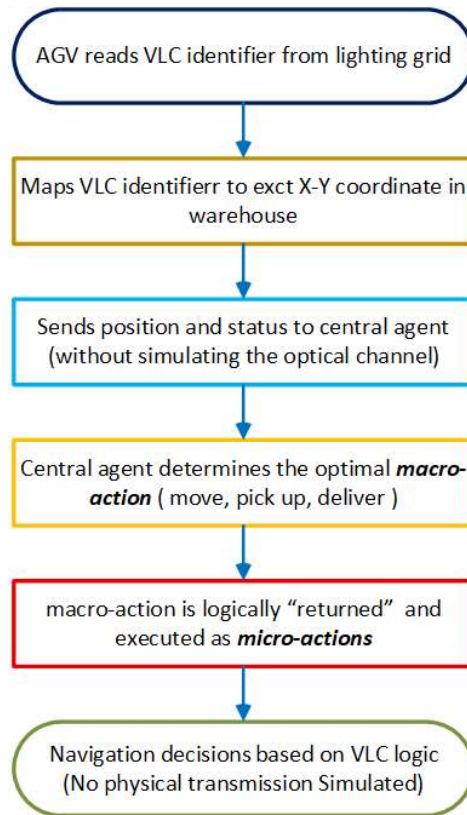 AGV reads VLC identifier from lighting grid
Maps VLC identifierr to exct X-Y coordinate in
warehouse
Sends position and status to central agent
(without simulating the optical channel)
Central agent determines the optimal macro-
action ( move, pick up, deliver )
macro-action is logically “returned” and
executed as micro-actions
Navigation decisions based on VLC logic
(No physical transmission Simulated)